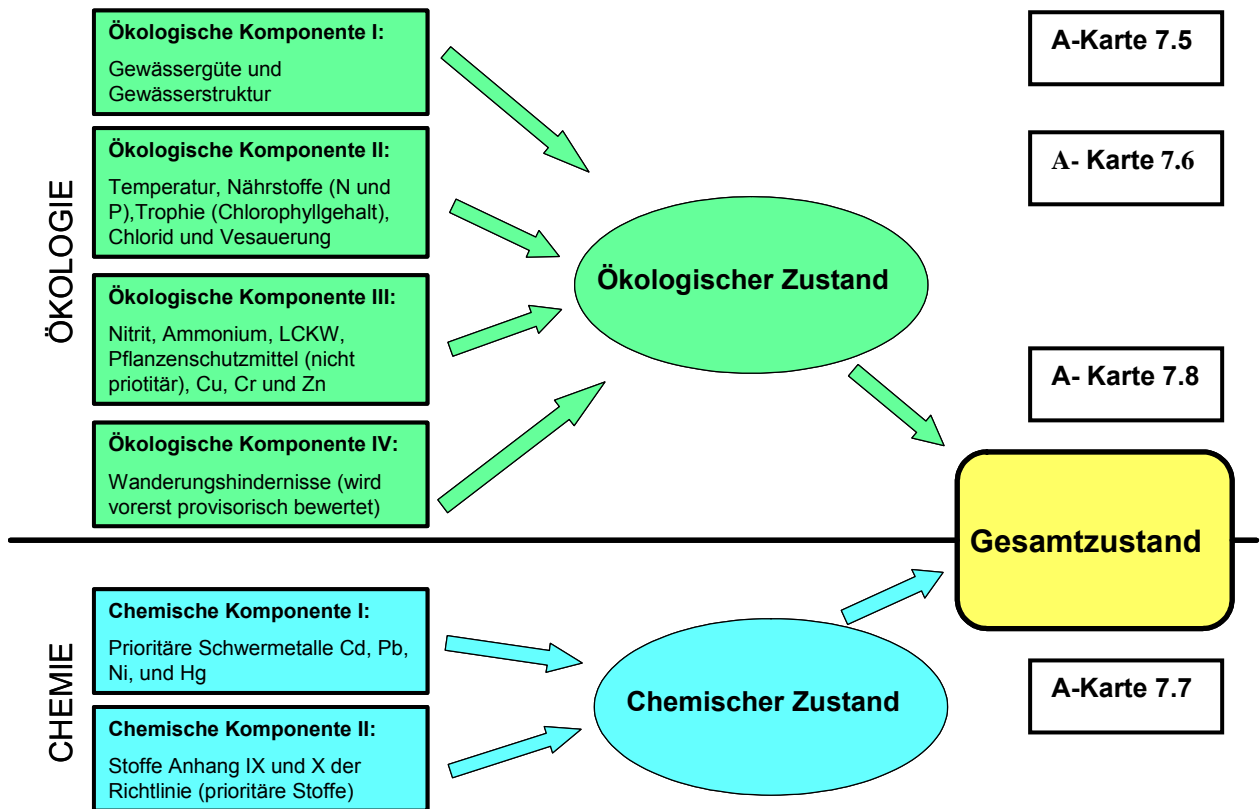 ÖKOLOGIE
Ökologische Komponente I:
Gewässergüte und
Gewässerstruktur
Ökologische Komponente II:
Temperatur, Nährstoffe (N und
P),Trophie (Chlorophyllgehalt),
Chlorid und Vesauerung
Ökologische Komponente III:
Nitrit, Ammonium, LCKW,
Pflanzenschutzmittel (nicht
priotitär), Cu, Cr und Zn
Ökologische Komponente IV:
Wanderungshindernisse (wird
vorerst provisorisch bewertet)
Ökologischer Zustand
A-Karte 7.5
A- Karte 7.6
A- Karte 7.8
Gesamtzustand
CHEMIE
Chemische Komponente I:
Prioritäre Schwermetalle Cd, Pb,
Ni, und Hg
Chemische Komponente II:
Stoffe Anhang IX und X der
Richtlinie (prioritäre Stoffe)
Chemischer Zustand
A-Karte 7.7